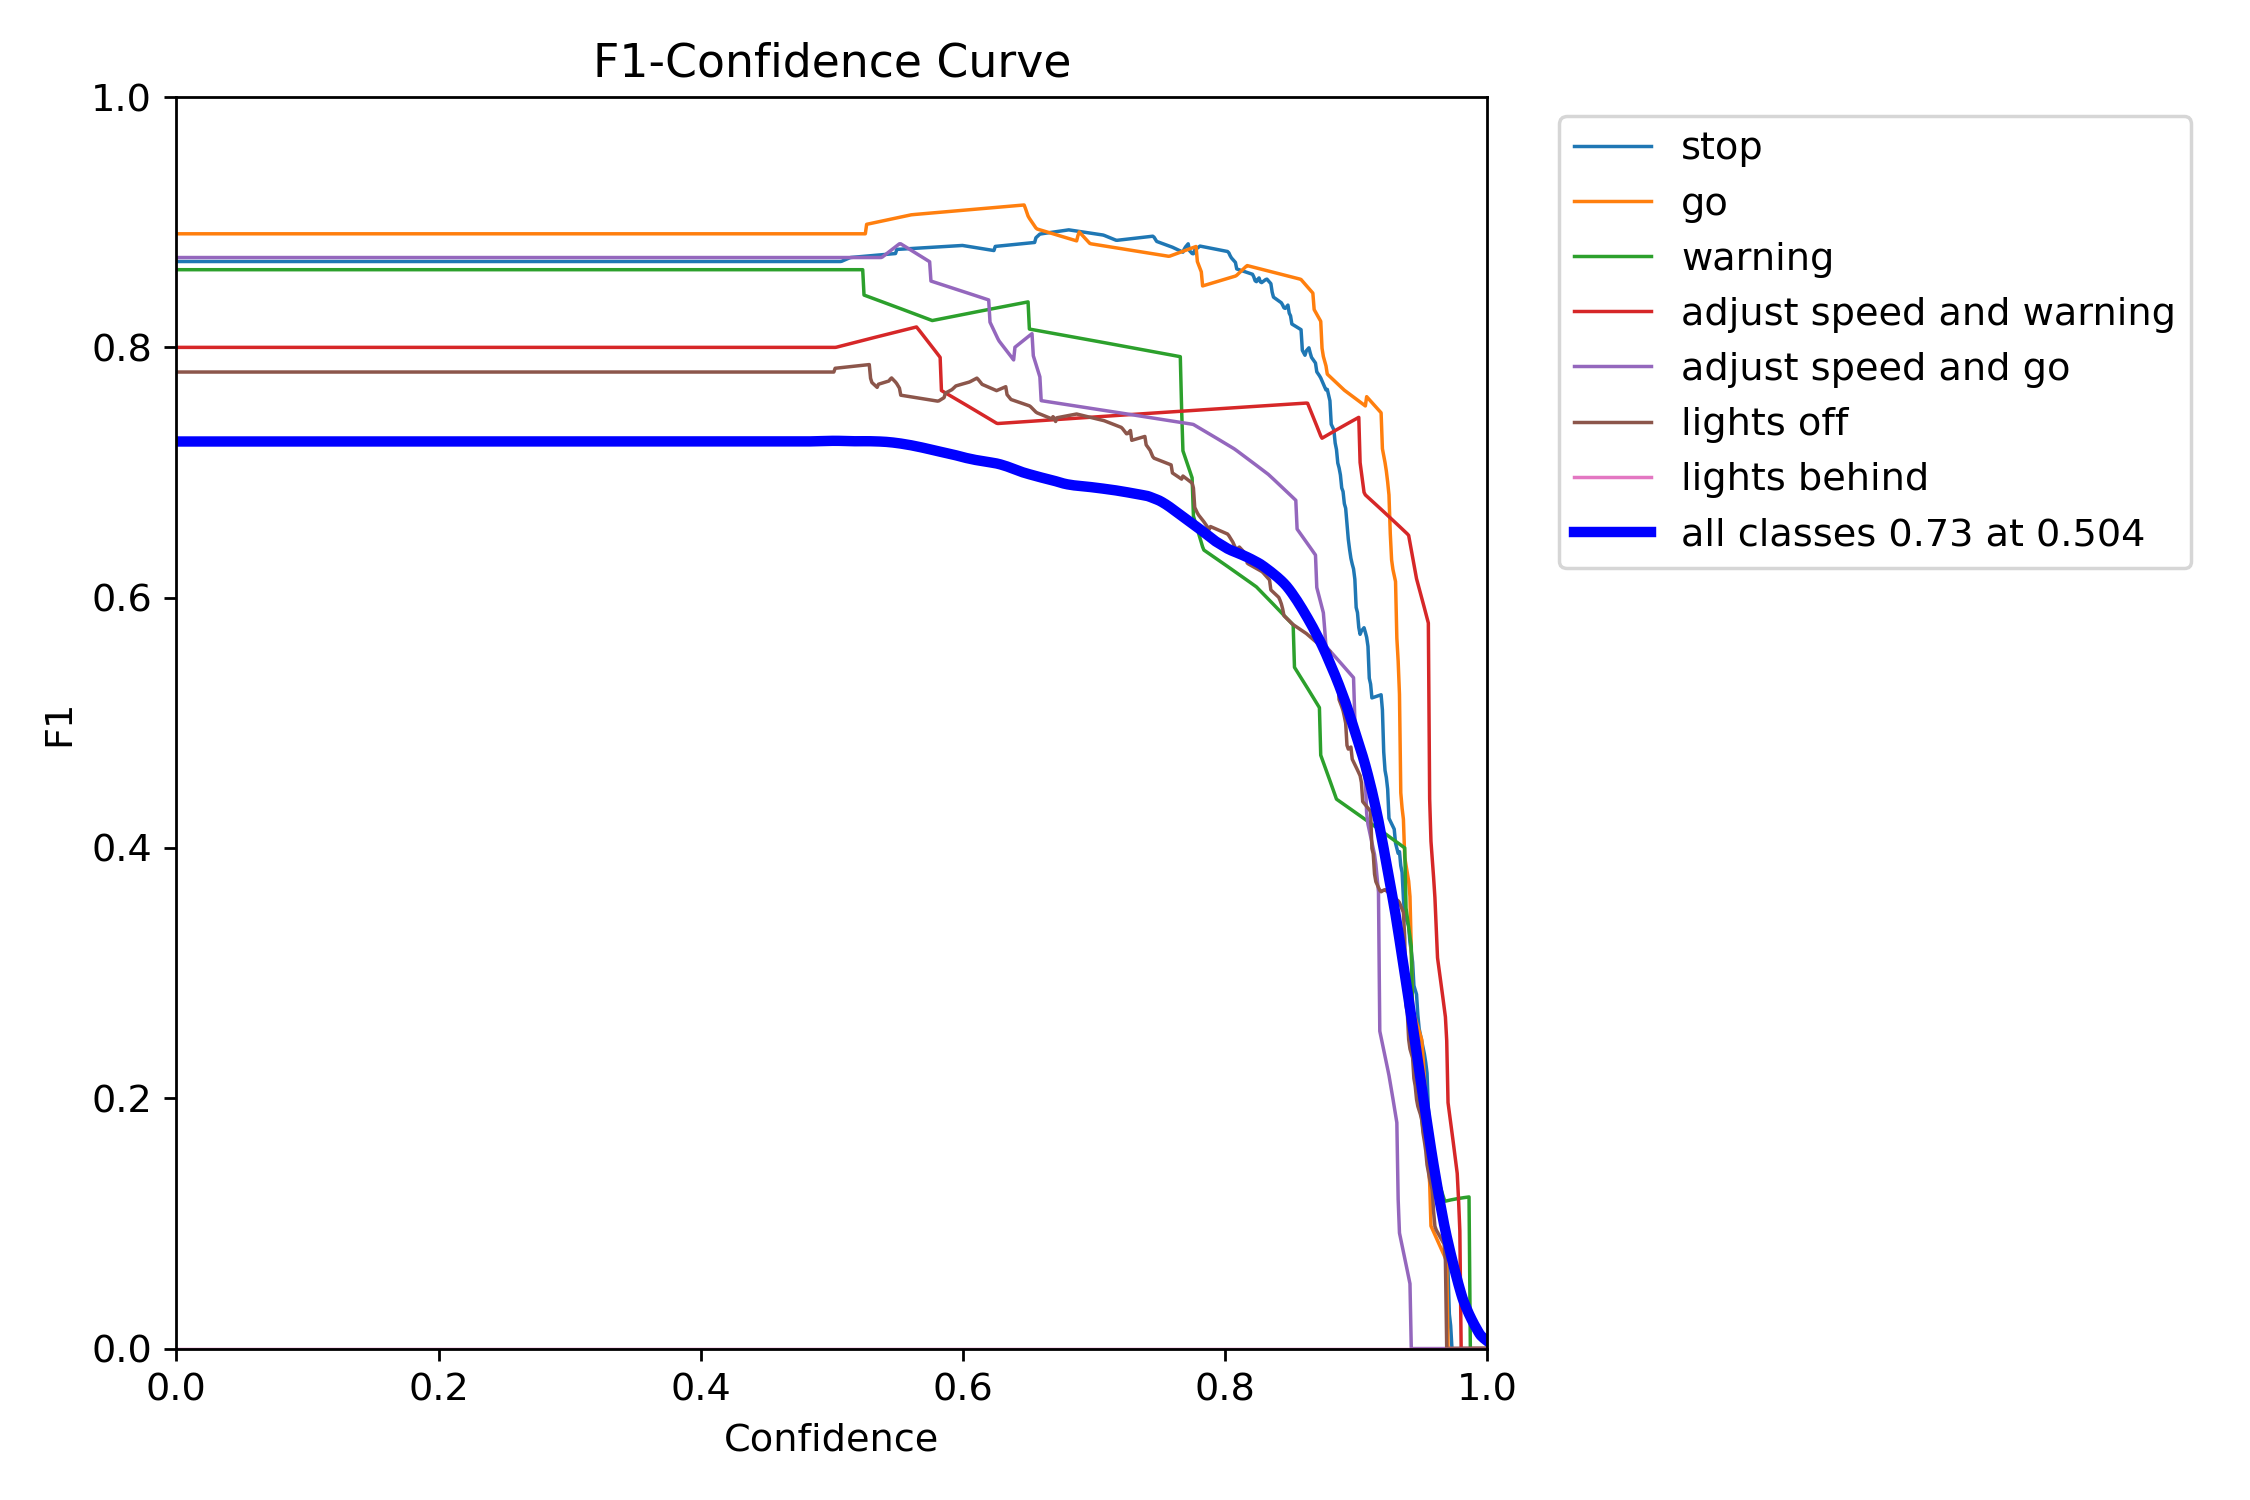 F1-Confidence Curve
1.0
0.8
0.6
0.4
0.2
0.0
F1
0.0 0.2 0.4 0.6 0.8 1.0
Confidence
stop
go
warning
adjust speed and warning
adjust speed and go
lights off
lights behind
all classes 0.73 at 0.504